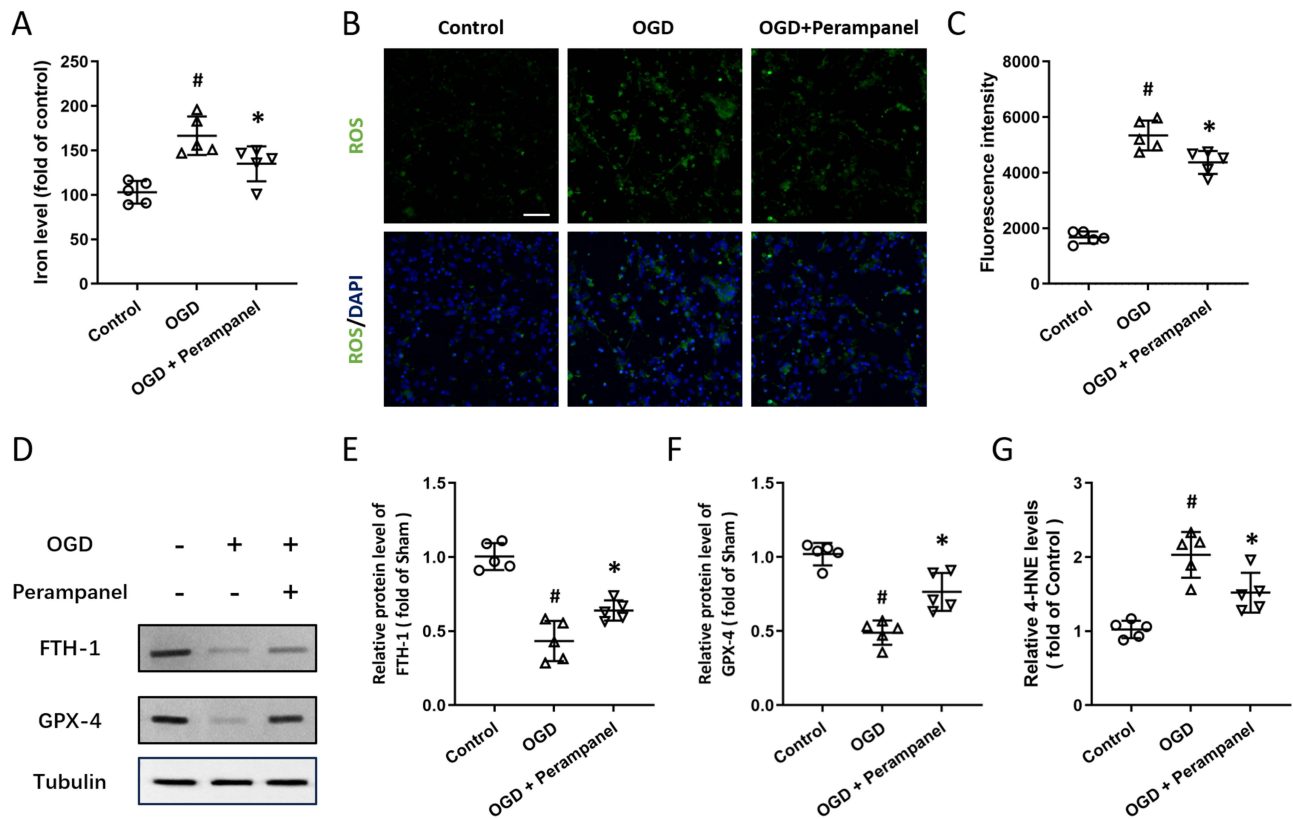 A
Iron level (fold of control)
250
200
150
100
50
0
#
*
Control
OGD
OGD + Perampanel
B
Control
OGD
OGD+Perampanel
ROS
ROS/DAPI
C
Fluorescence intensity
8000
6000
4000
2000
0
#
*
Control
OGD
OGD + Perampanel
D
OGD - + +
Perampanel - - +
FTH-1
GPX-4
Tubulin
E
Relative protein level of
FTH-1 ( fold of Sham )
1.5
1.0
0.5
0.0
#
*
Control
OGD
OGD + Perampanel
F
Relative protein level of
GPX-4 ( fold of Sham )
1.5
1.0
0.5
0.0
#
*
Control
OGD
OGD + Perampanel
G
Relative 4-HNE levels
( fold of Control )
3
2
1
0
#
*
Control
OGD
OGD + Perampanel